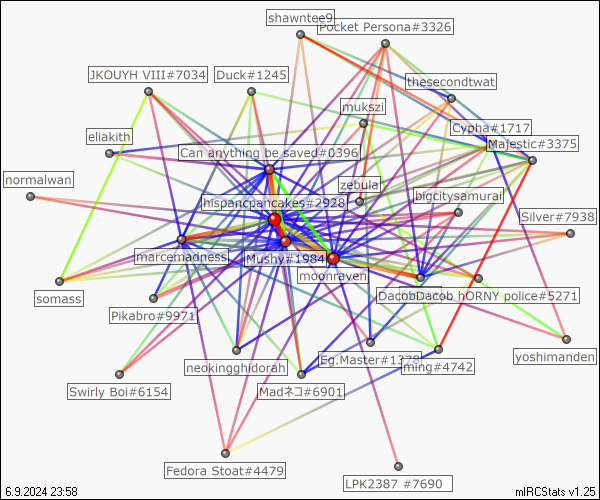 shawntee9
Pocket Persona#3326
JKOUYH VIII#7034
Duck#1245
thesecondtwat
mukszi
Cypha#1717
eliakith
Majestic#3375
Can anything be saved#0396
normalwan
zebular
bigcitysamurai
hispancpancakes#2928
Silver#7938
marcemadness
Mushy#1984
moonraven
somass
DacobDacob
hORNY police#5271
Pikabro#9971
neokingghidorah
Eg.Master#1378
yoshimanden
ming#4742
Swirly Boi#6154
Madネコ#6901
Fedora Stoat#4479
LPK2387 #7690
6.9.2024 23:58
mIRCStats v1.25